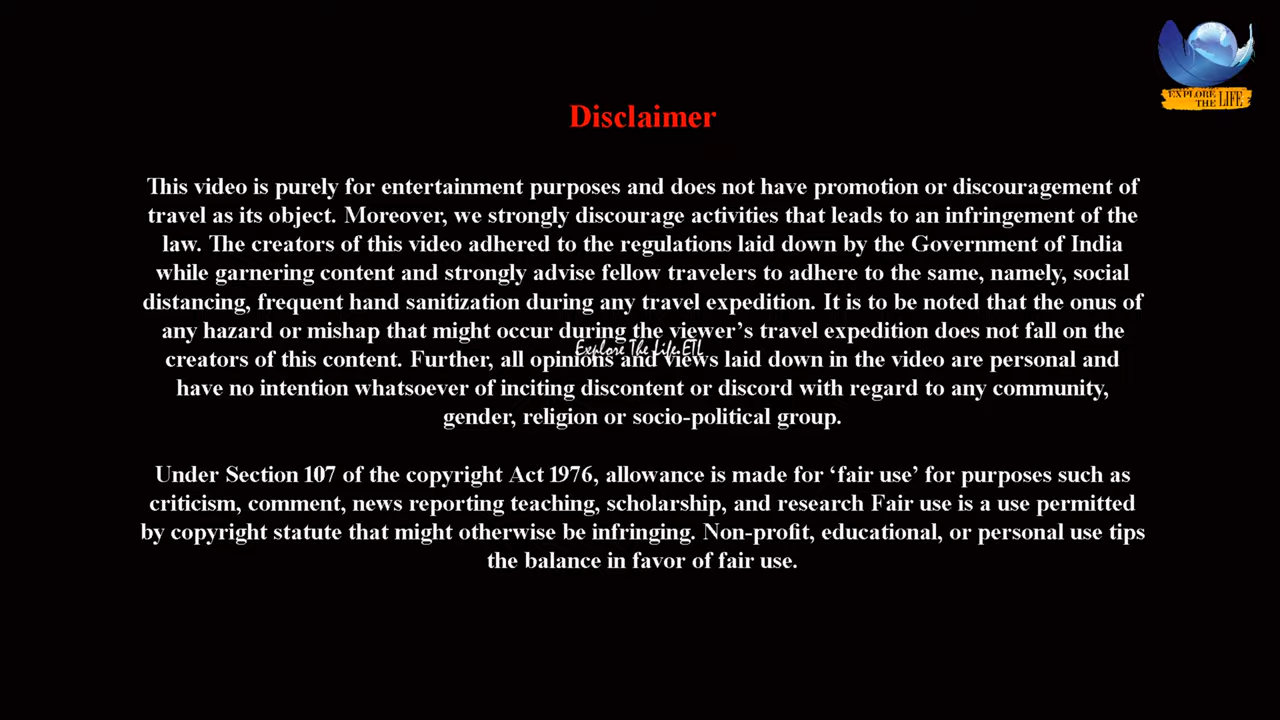 EXPLORE
THE LIFE
Disclaimer
This video is purely for entertainment purposes and does not have promotion or discouragement of
travel as its object. Moreover, we strongly discourage activities that leads to an infringement of the
law. The creators of this video adhered to the regulations laid down by the Government of India
while garnering content and strongly advise fellow travelers to adhere to the same, namely, social
distancing, frequent hand sanitization during any travel expedition. It is to be noted that the onus of
any hazard or mishap that might occur during the viewer’s travel expedition does not fall on the
Explore The Life.ETL
creators of this content. Further, all opinions and views laid down in the video are personal and
have no intention whatsoever of inciting discontent or discord with regard to any community,
gender, religion or socio-political group.
Under Section 107 of the copyright Act 1976, allowance is made for ‘fair use’ for purposes such as
criticism, comment, news reporting teaching, scholarship, and research Fair use is a use permitted
by copyright statute that might otherwise be infringing. Non-profit, educational, or personal use tips
the balance in favor of fair use.